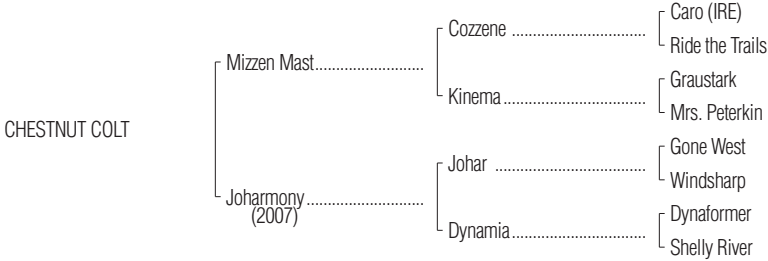 Caro (IRE)
Cozzene
Ride the Trails
Mizzen Mast
Graustark
Kinema
Mrs. Peterkin
CHESTNUT COLT
Gone West
Johar
Windsharp
Joharmony
(2007)
Dynaformer
Dynamia
Shelly River